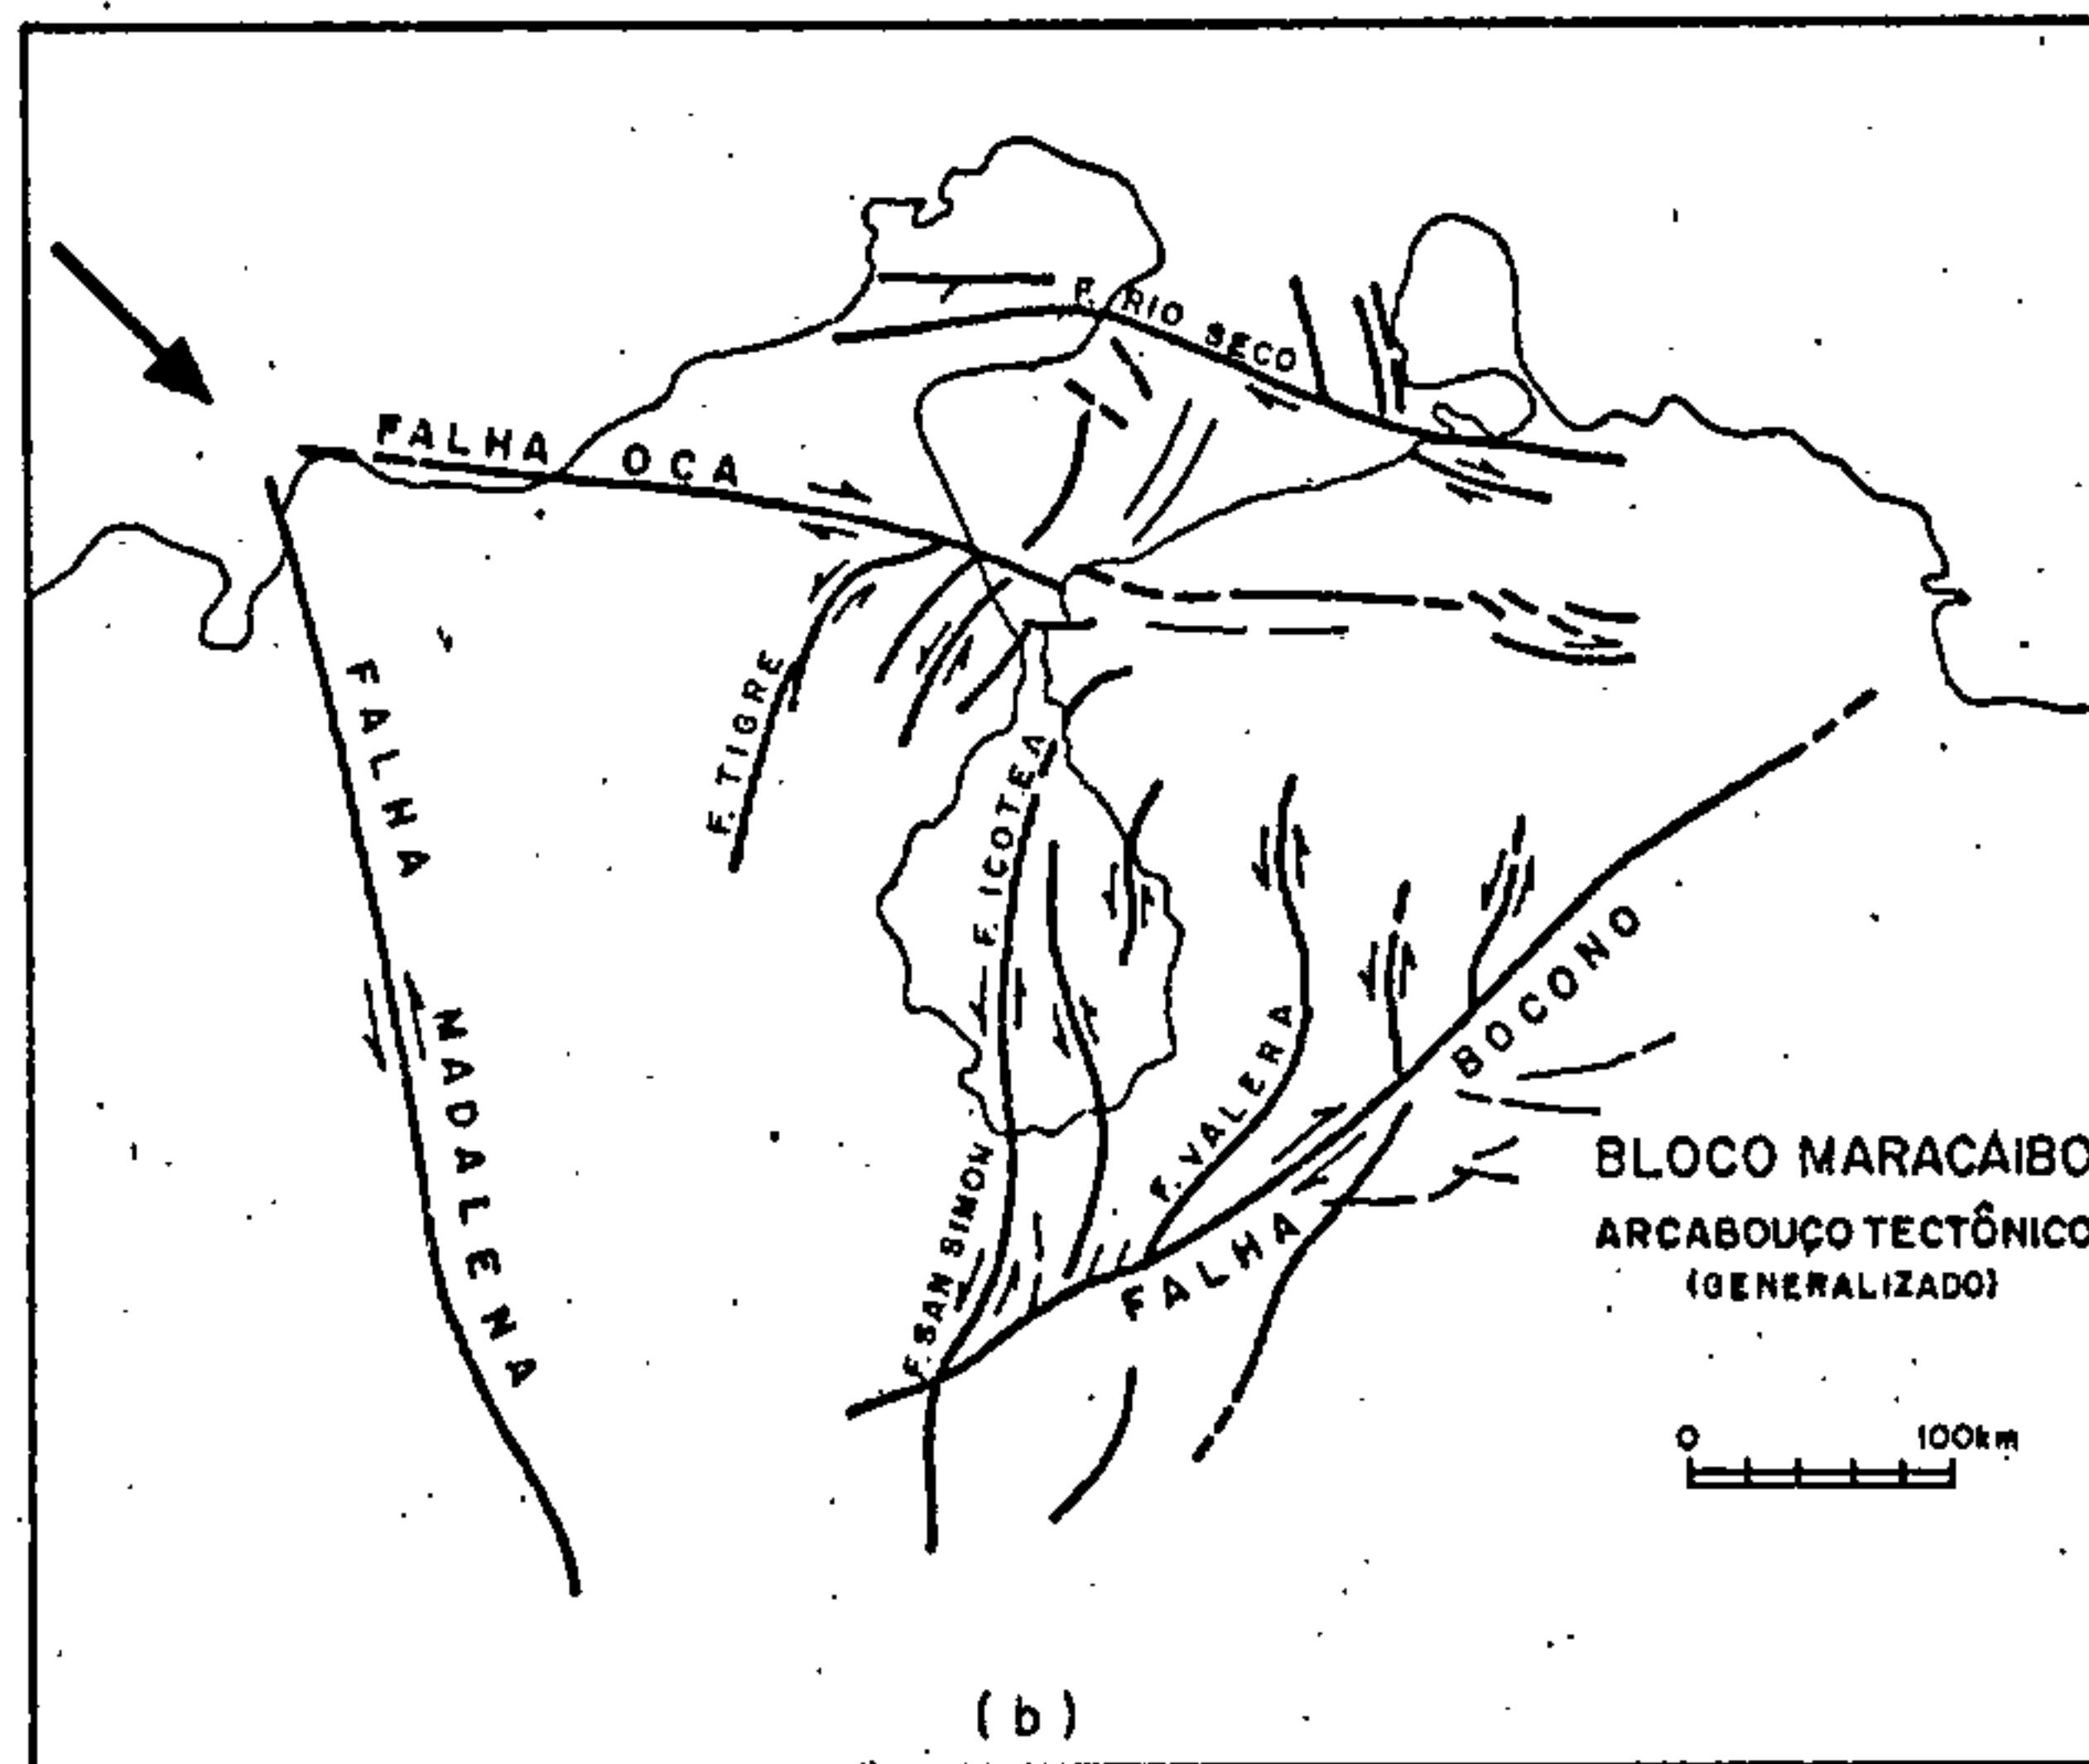 F. RIO SECO
FALHA OCA
F. TIGRE
FALHA MADALENA
F. ICOTEA
F. VALERA
F. SAN SIMON
FALHA BOCONO
BLOCO MARACAIBO
ARCABOUÇO TECTÔNICO
(GENERALIZADO)
0 100km
(b)